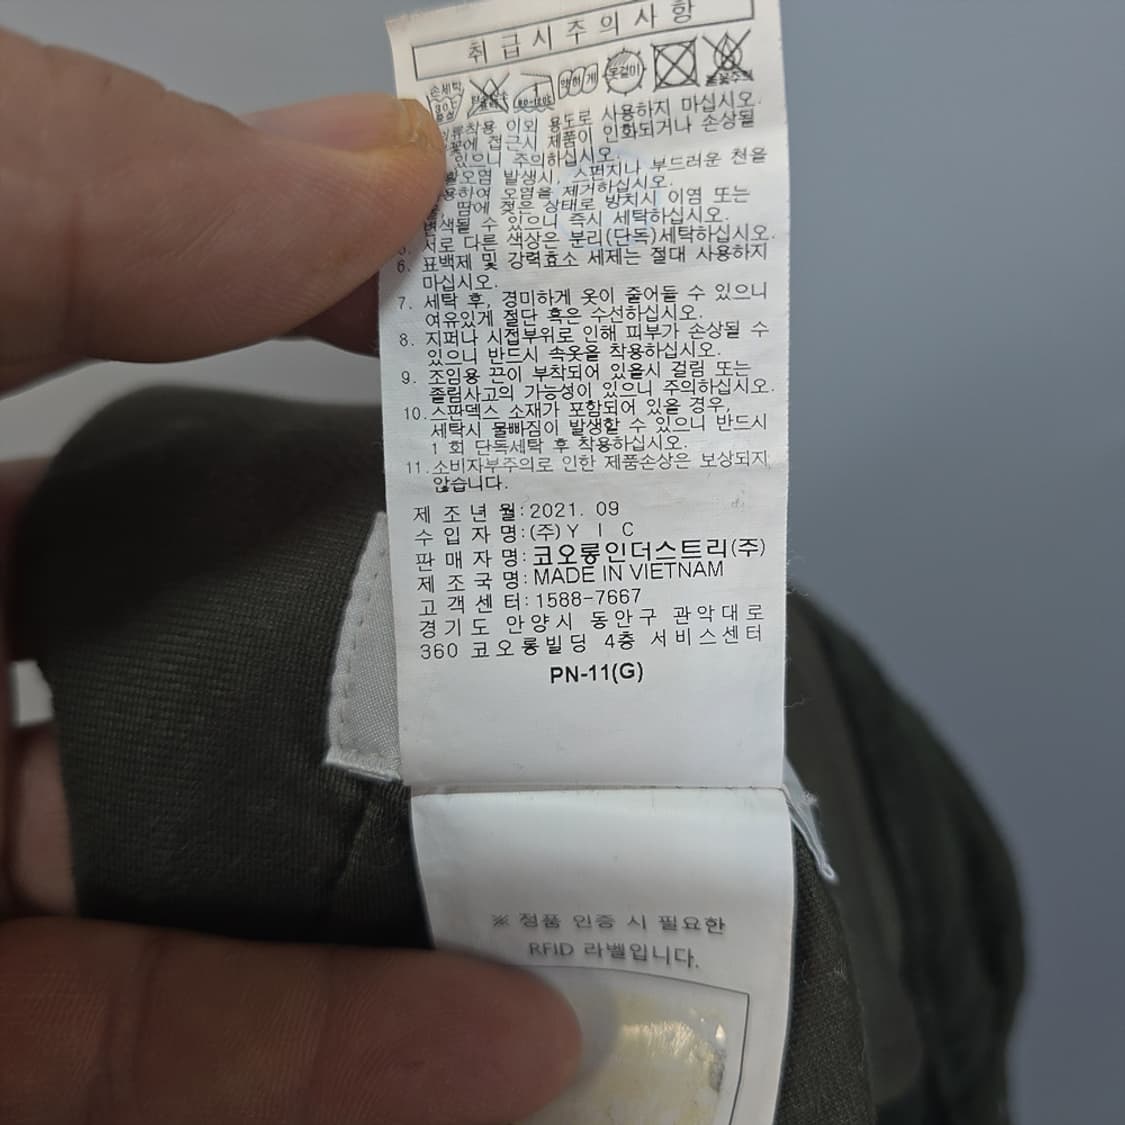 취급시주의사항
손세탁 30℃ 중성
80~120℃ 약하게 옷걸이
의류착용 이외 용도로 사용하지 마십시오.
불꽃에 접근시 제품이 인화되거나 손상될
있으니 주의하십시오.
발생시, 스펀지나 부드러운 천을
사용하여 오염을 제거하십시오.
땀에 젖은 상태로 방치시 이염 또는
변색될 수 있으니 즉시 세탁하십시오.
5. 서로 다른 색상은 분리(단독)세탁하십시오.
6. 표백제 및 강력효소 세제는 절대 사용하지
마십시오.
7. 세탁 후, 경미하게 옷이 줄어들 수 있으니
여유있게 절단 혹은 수선하십시오.
8. 지퍼나 시접부위로 인해 피부가 손상될 수
있으니 반드시 속옷을 착용하십시오.
9. 조임용 끈이 부착되어 있을시 걸림 또는
졸림사고의 가능성이 있으니 주의하십시오.
10. 스판덱스 소재가 포함되어 있을 경우,
세탁시 물빠짐이 발생할 수 있으니 반드시
1 회 단독세탁 후 착용하십시오.
11. 소비자부주의로 인한 제품손상은 보상되지
않습니다.
제 조 년 월: 2021. 09
수 입 자 명: (주) Y I C
판 매 자 명: 코오롱인더스트리(주)
제 조 국 명: MADE IN VIETNAM
고 객 센 터: 1588-7667
경기도 안양시 동안구 관악대로
360 코오롱빌딩 4층 서비스센터
PN-11(G)
※ 정품 인증 시 필요한
RFID 라벨입니다.